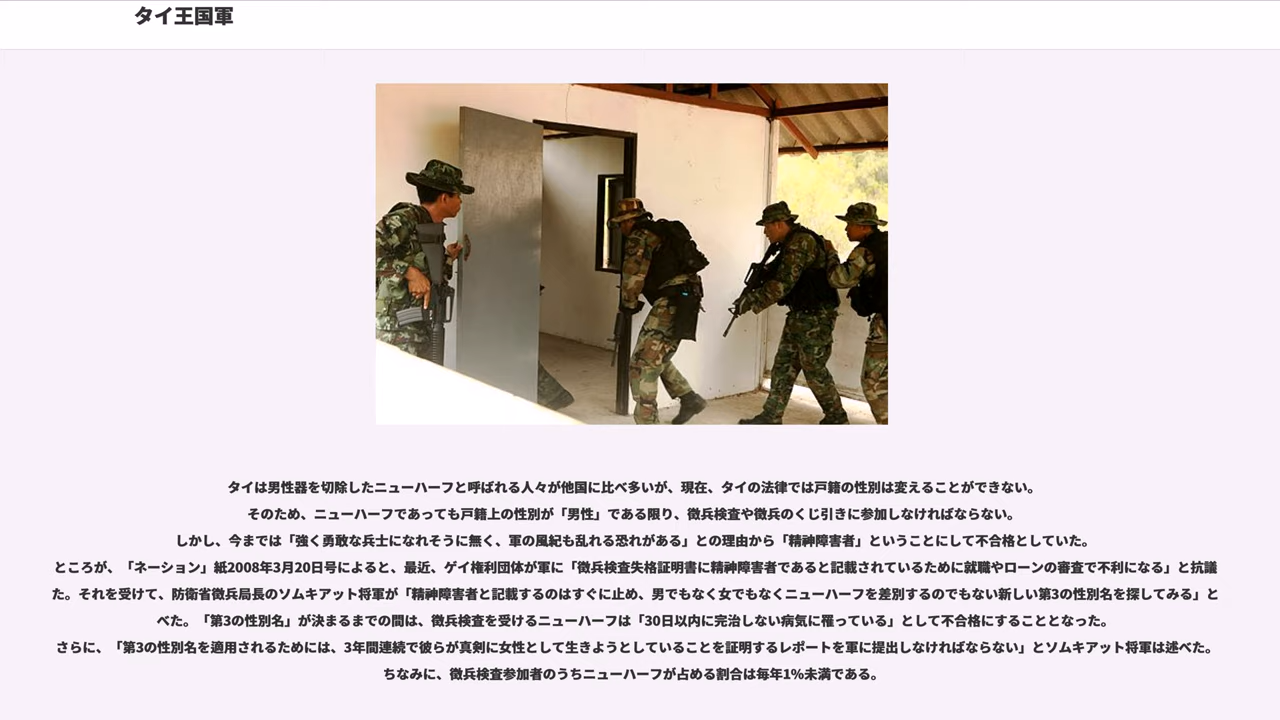 タイ王国軍
タイは男性器を切除したニューハーフと呼ばれる人々が他国に比べ多いが、現在、タイの法律では戸籍の性別は変えることができない。
そのため、ニューハーフであっても戸籍上の性別が「男性」である限り、徴兵検査や徴兵のくじ引きに参加しなければならない。
しかし、今までは「強く勇敢な兵士になれそうに無く、軍の風紀も乱れる恐れがある」との理由から「精神障害者」ということにして不合格としていた。
ところが、「ネーション」紙2008年3月20日号によると、最近、ゲイ権利団体が軍に「徴兵検査失格証明書に精神障害者であると記載されているために就職やローンの審査で不利になる」と抗議
た。それを受けて、防衛省徴兵局長のソムキアット将軍が「精神障害者と記載するのはすぐに止め、男でもなく女でもなくニューハーフを差別するのでもない新しい第3の性別名を探してみる」と
べた。「第3の性別名」が決まるまでの間は、徴兵検査を受けるニューハーフは「30日以内に完治しない病気に罹っている」として不合格にすることとなった。
さらに、「第3の性別名を適用されるためには、3年間連続で彼らが真剣に女性として生きようとしていることを証明するレポートを軍に提出しなければならない」とソムキアット将軍は述べた。
ちなみに、徴兵検査参加者のうちニューハーフが占める割合は毎年1%未満である。